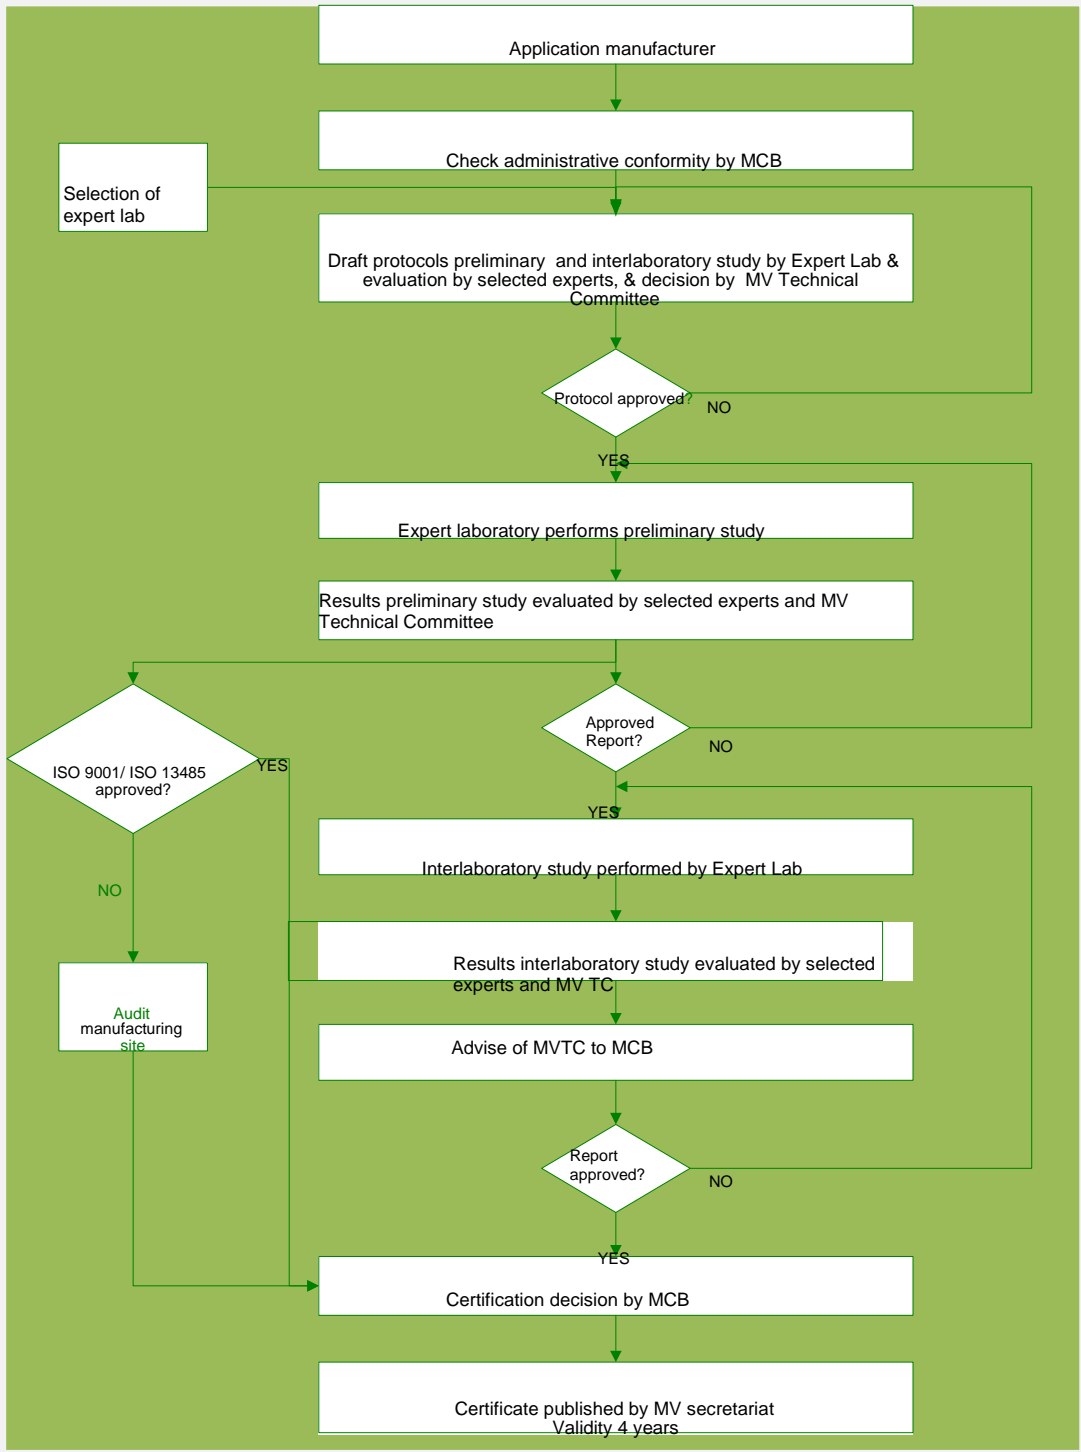 Application manufacturer
Check administrative conformity by MCB
Selection of
expert lab
Draft protocols preliminary  and interlaboratory study by Expert Lab &
evaluation by selected experts, & decision by  MV Technical
Committee
Protocol approved?
NO
YES
Expert laboratory performs preliminary study
Results preliminary study evaluated by selected experts and MV
Technical Committee
Approved
Report?
NO
ISO 9001/ ISO 13485
approved?
YES
YES
Interlaboratory study performed by Expert Lab
NO
Results interlaboratory study evaluated by selected
experts and MV TC
Audit
manufacturing
site
Advise of MVTC to MCB
Report
approved?
NO
YES
Certification decision by MCB
Certificate published by MV secretariat
Validity 4 years